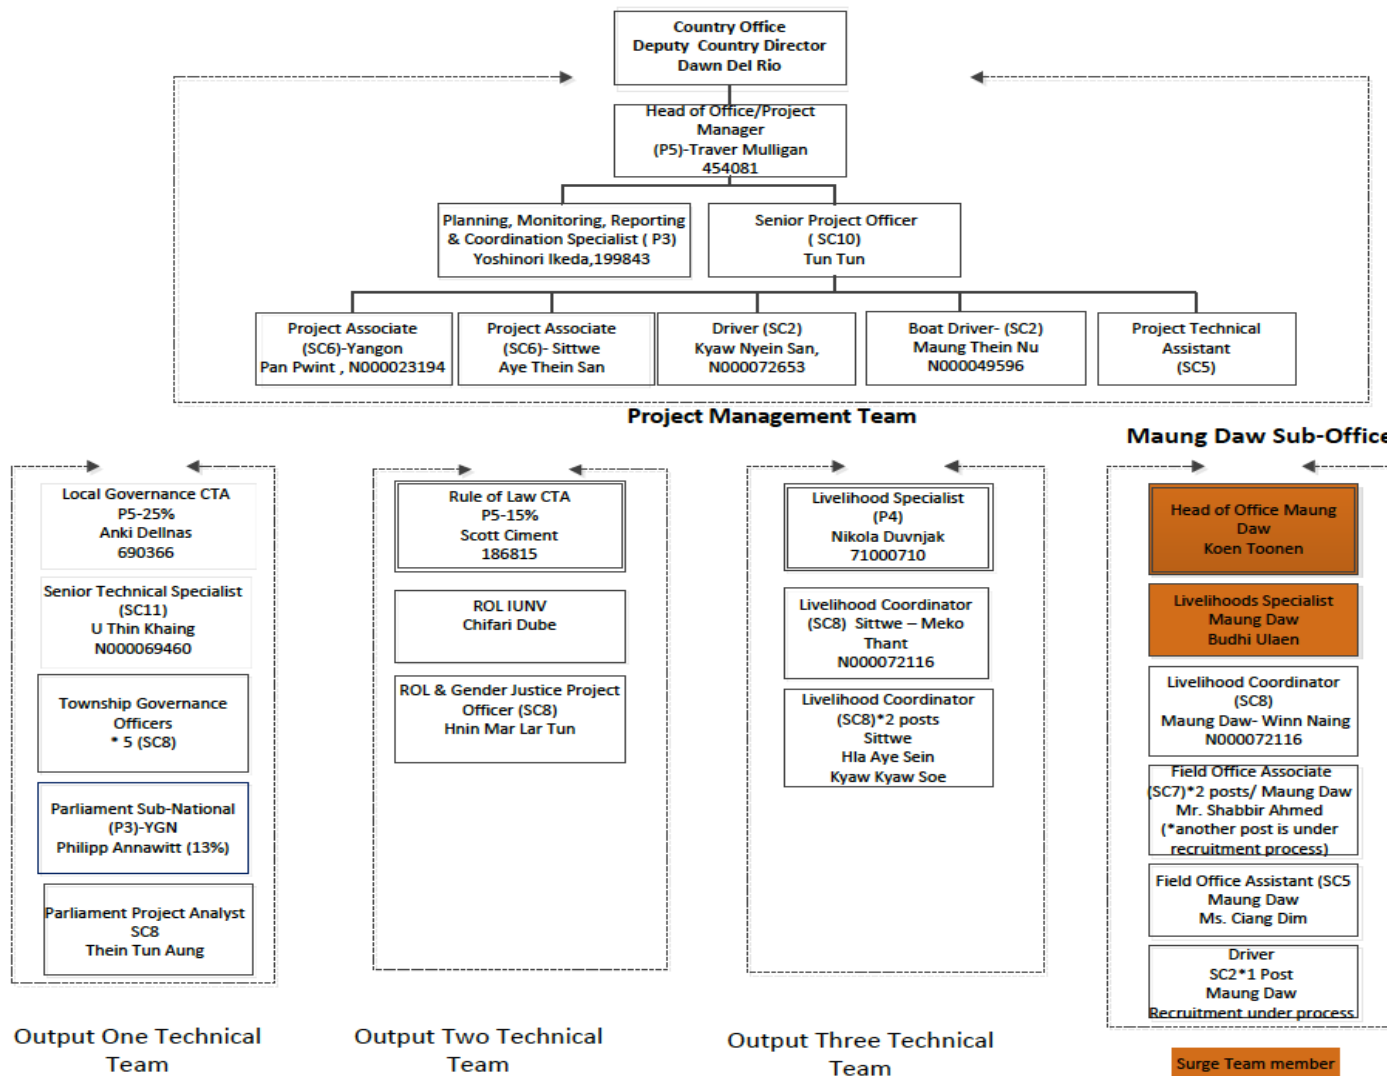 Country Office
Deputy Country Director
Dawn Del Rio
Head of Office/Project
Manager
(P5)-Traver Mulligan
454081
Planning, Monitoring, Reporting
& Coordination Specialist ( P3)
Yoshinori Ikeda,199843
Senior Project Officer
( SC10)
Tun Tun
Project Associate
(SC6)-Yangon
Pan Pwint , N000023194
Project Associate
(SC6)- Sittwe
Aye Thein San
Driver (SC2)
Kyaw Nyein San,
N000072653
Boat Driver- (SC2)
Maung Thein Nu
N000049596
Project Technical
Assistant
(SC5)
Project Management Team
Local Governance CTA
P5-25%
Anki Dellnas
690366
Senior Technical Specialist
(SC11)
U Thin Khaing
N000069460
Township Governance
Officers
* 5 (SC8)
Parliament Sub-National
(P3)-YGN
Philipp Annawitt (13%)
Parliament Project Analyst
SC8
Thein Tun Aung
Output One Technical
Team
Rule of Law CTA
P5-15%
Scott Ciment
186815
ROL IUNV
Chifari Dube
ROL & Gender Justice Project
Officer (SC8)
Hnin Mar Lar Tun
Output Two Technical
Team
Livelihood Specialist
(P4)
Nikola Duvnjak
71000710
Livelihood Coordinator
(SC8) Sittwe – Meko
Thant
N000072116
Livelihood Coordinator
(SC8)*2 posts
Sittwe
Hla Aye Sein
Kyaw Kyaw Soe
Output Three Technical
Team
Maung Daw Sub-Office
Head of Office Maung
Daw
Koen Toonen
Livelihoods Specialist
Maung Daw
Budhi Ulaen
Livelihood Coordinator
(SC8)
Maung Daw- Winn Naing
N000072116
Field Office Associate
(SC7)*2 posts/ Maung Daw
Mr. Shabbir Ahmed
(*another post is under
recruitment process)
Field Office Assistant (SC5
Maung Daw
Ms. Ciang Dim
Driver
SC2*1 Post
Maung Daw
Recruitment under process
Surge Team member